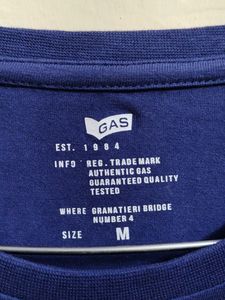 GAS
EST. 1984
INFO REG. TRADE MARK
AUTHENTIC GAS
GUARANTEED QUALITY
TESTED
WHERE GRANATIERI BRIDGE
NUMBER 4
SIZE M